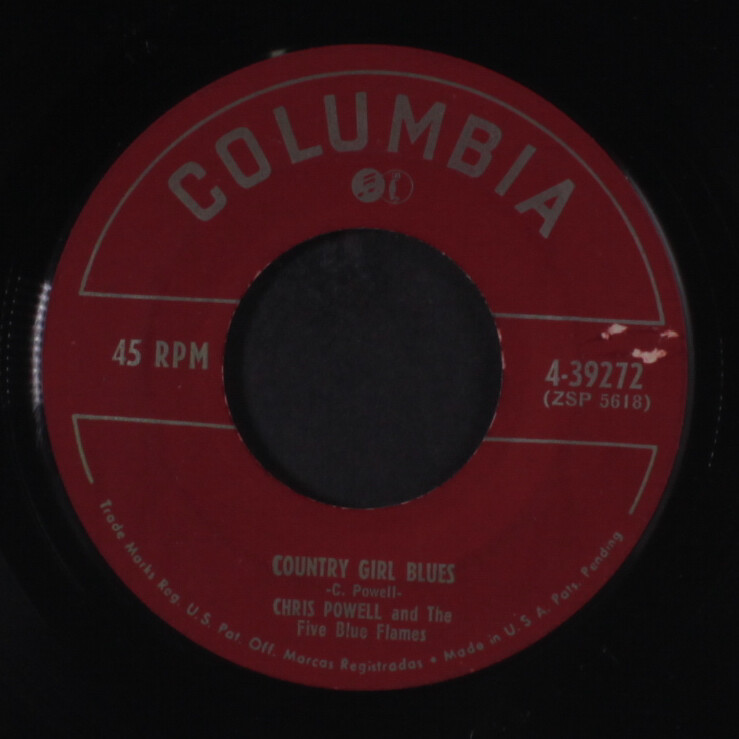 COLUMBIA
45 RPM
4-39272
(ZSP 5618)
COUNTRY GIRL BLUES
-C. Powell-
CHRIS POWELL and The
Five Blue Flames
Trade Marks Reg. U.S. Pat. Off. Marcas Registradas • Made in U. S. A. Pats. Pending